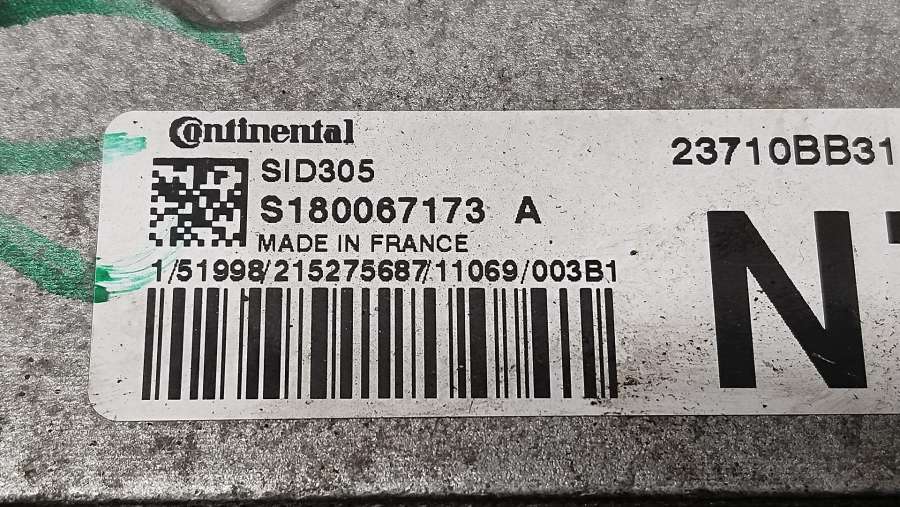 Continental
SID305
23710BB31
S180067173 A
MADE IN FRANCE
1/51998/215275687/11069/003B1
N